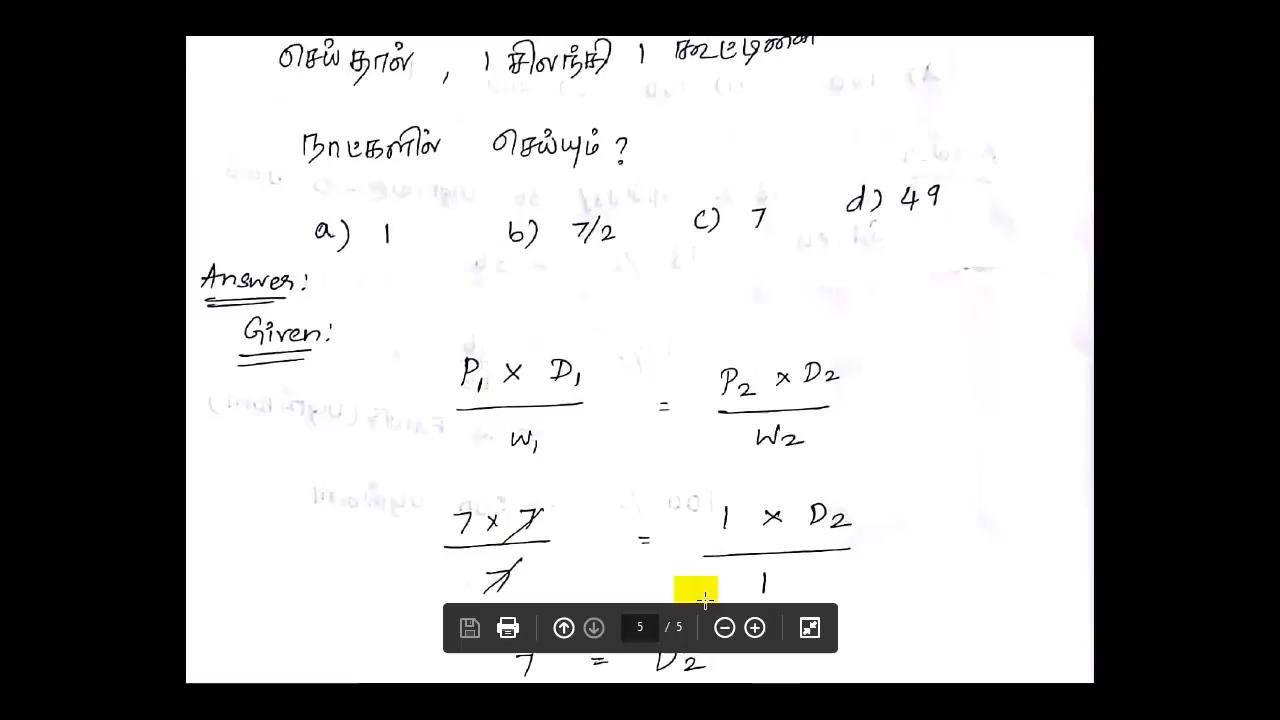 செய்தால், 1 சிலந்தி 1 கூட்டினை
நாட்களின் செய்யும்?
a) 1 b) 7/2 c) 7 d) 49
Answer:
Given:
P₁ × D₁ / W₁ = P₂ × D₂ / W₂
7 × 7 / 7 = 1 × D₂ / 1
5 / 5
7 = D₂